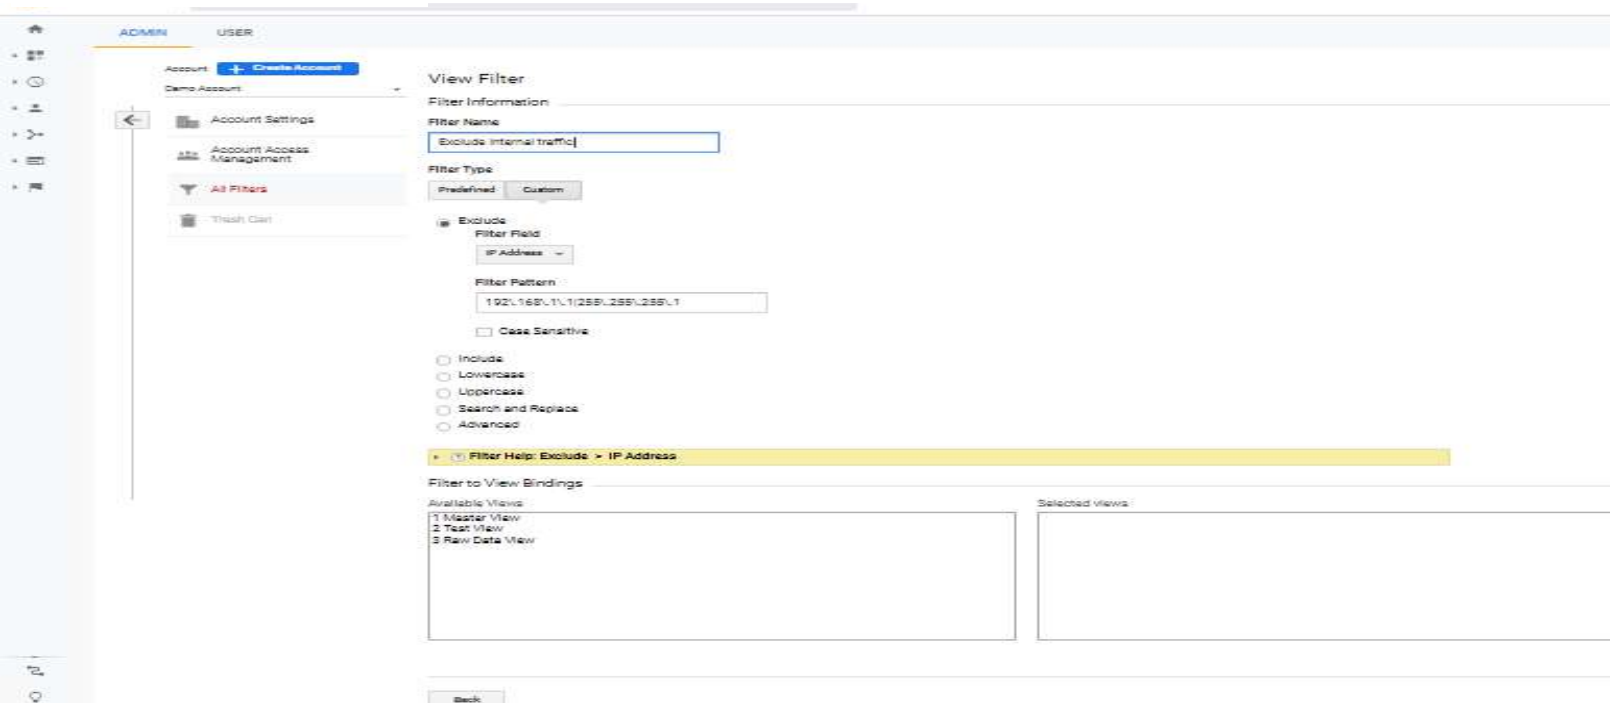 ADMIN USER
Account + Create Account
Demo Account
Account Settings
Account Access
Management
All Filters
Trash Can
View Filter
Filter Information
Filter Name
Exclude internal traffic
Filter Type
Predefined Custom
Exclude
Filter Field
IP Address
Filter Pattern
192\.168\.1\.1|255\.255\.255\.1
Case Sensitive
Include
Lowercase
Uppercase
Search and Replace
Advanced
Filter Help: Exclude > IP Address
Filter to View Bindings
Available Views
1 Master View
2 Test View
3 Raw Data View
Selected views
Back